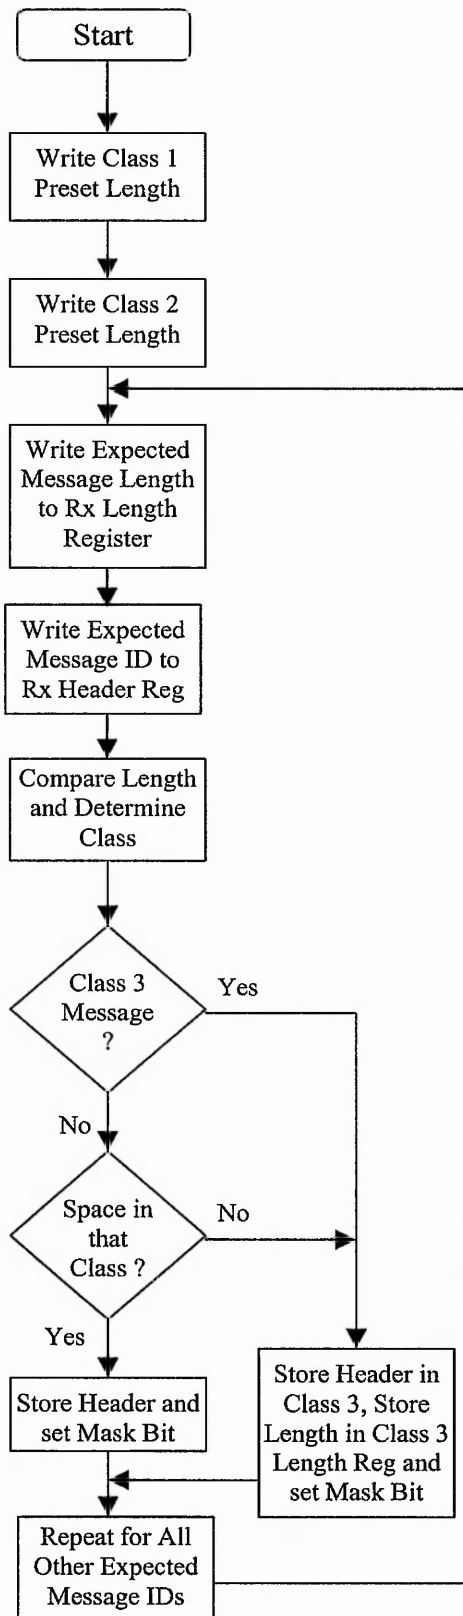 Start
Write Class 1
Preset Length
Write Class 2
Preset Length
Write Expected
Message Length
to Rx Length
Register
Write Expected
Message ID to
Rx Header Reg
Compare Length
and Determine
Class
Class 3
Message
?
Yes
No
Space in
that
Class ?
No
Yes
Store Header and
set Mask Bit
Store Header in
Class 3, Store
Length in Class 3
Length Reg and
set Mask Bit
Repeat for All
Other Expected
Message IDs